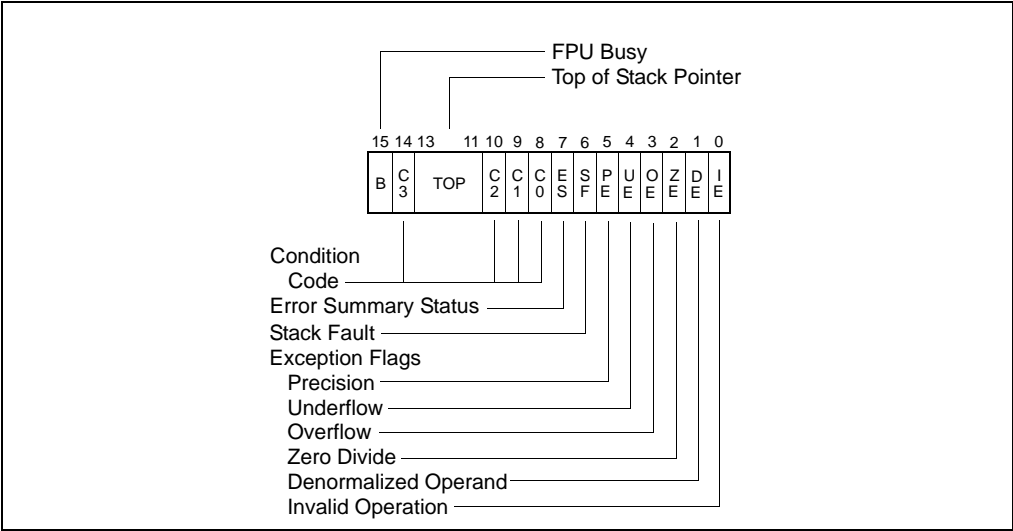 FPU Busy
Top of Stack Pointer
15 14 13 11 10 9 8 7 6 5 4 3 2 1 0
B C3 TOP C2 C1 C0 ES SF PE UE OE ZE DE IE
Condition
Code
Error Summary Status
Stack Fault
Exception Flags
Precision
Underflow
Overflow
Zero Divide
Denormalized Operand
Invalid Operation